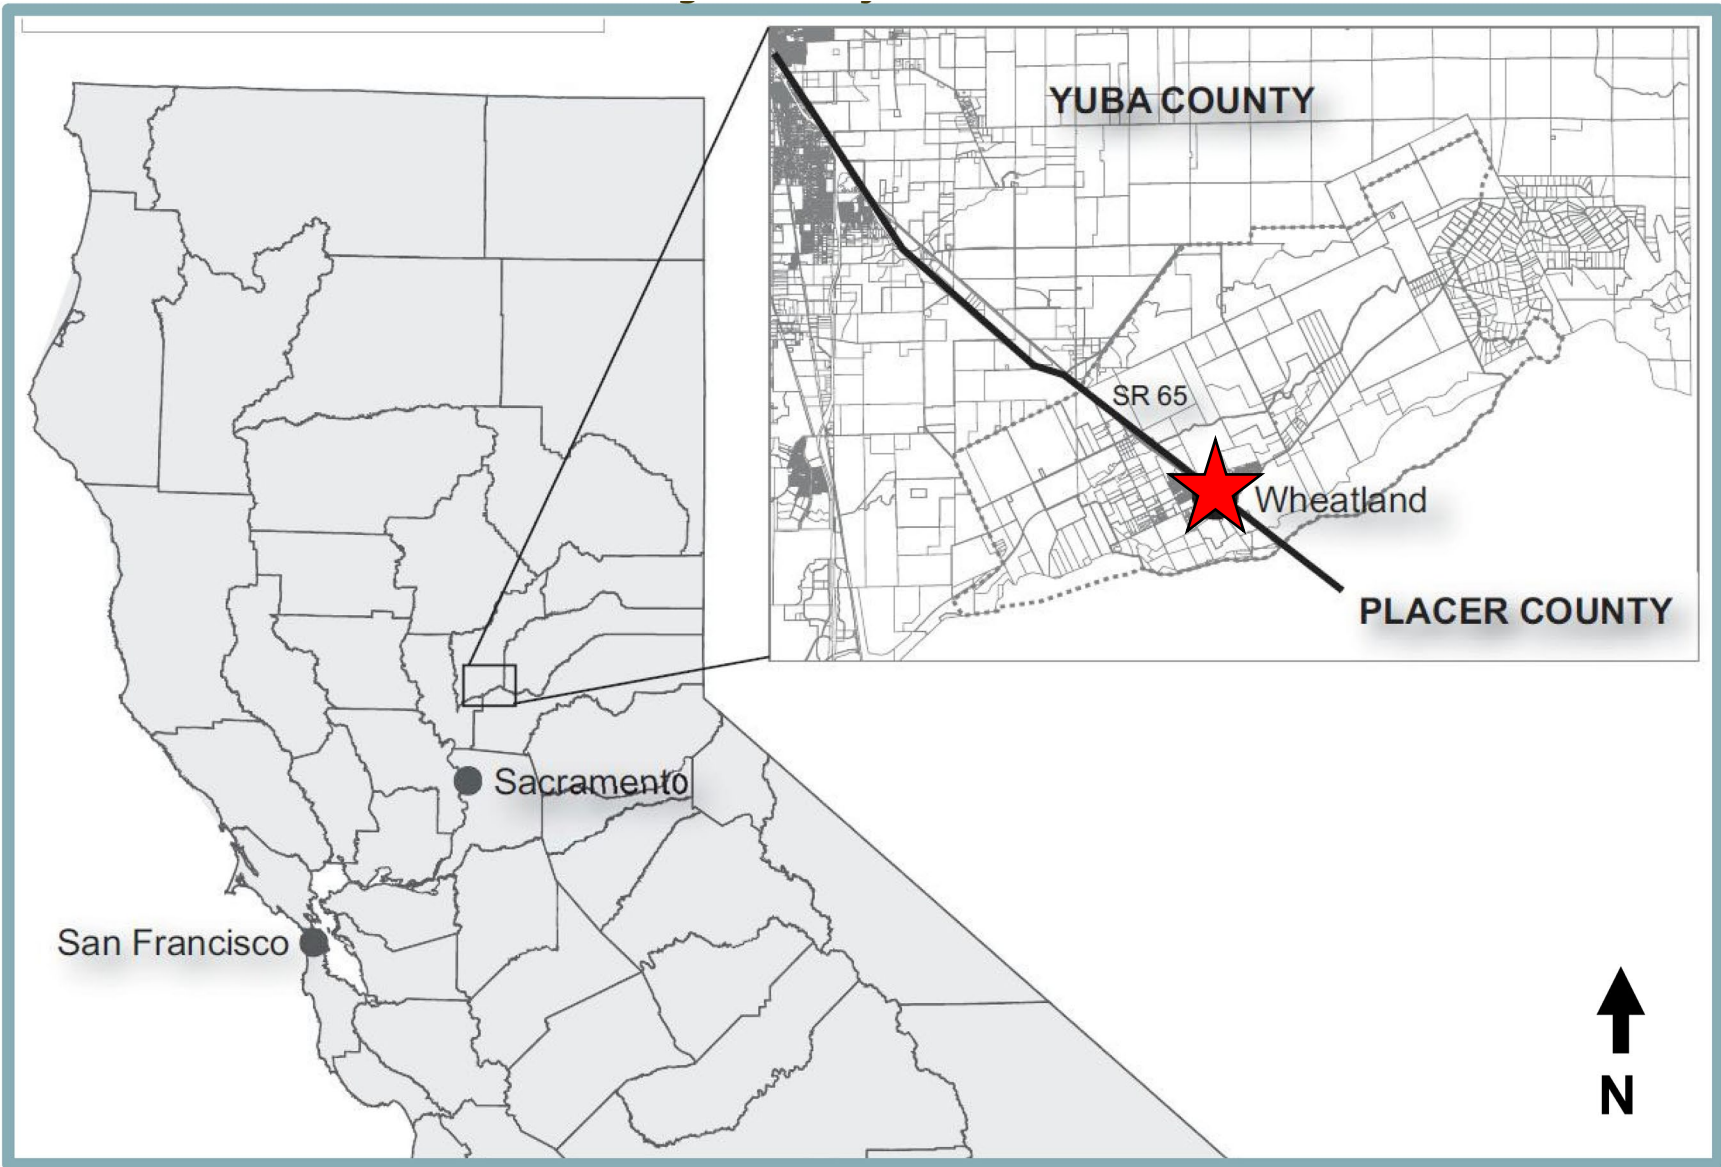 YUBA COUNTY
SR 65
Wheatland
PLACER COUNTY
Sacramento
San Francisco
N